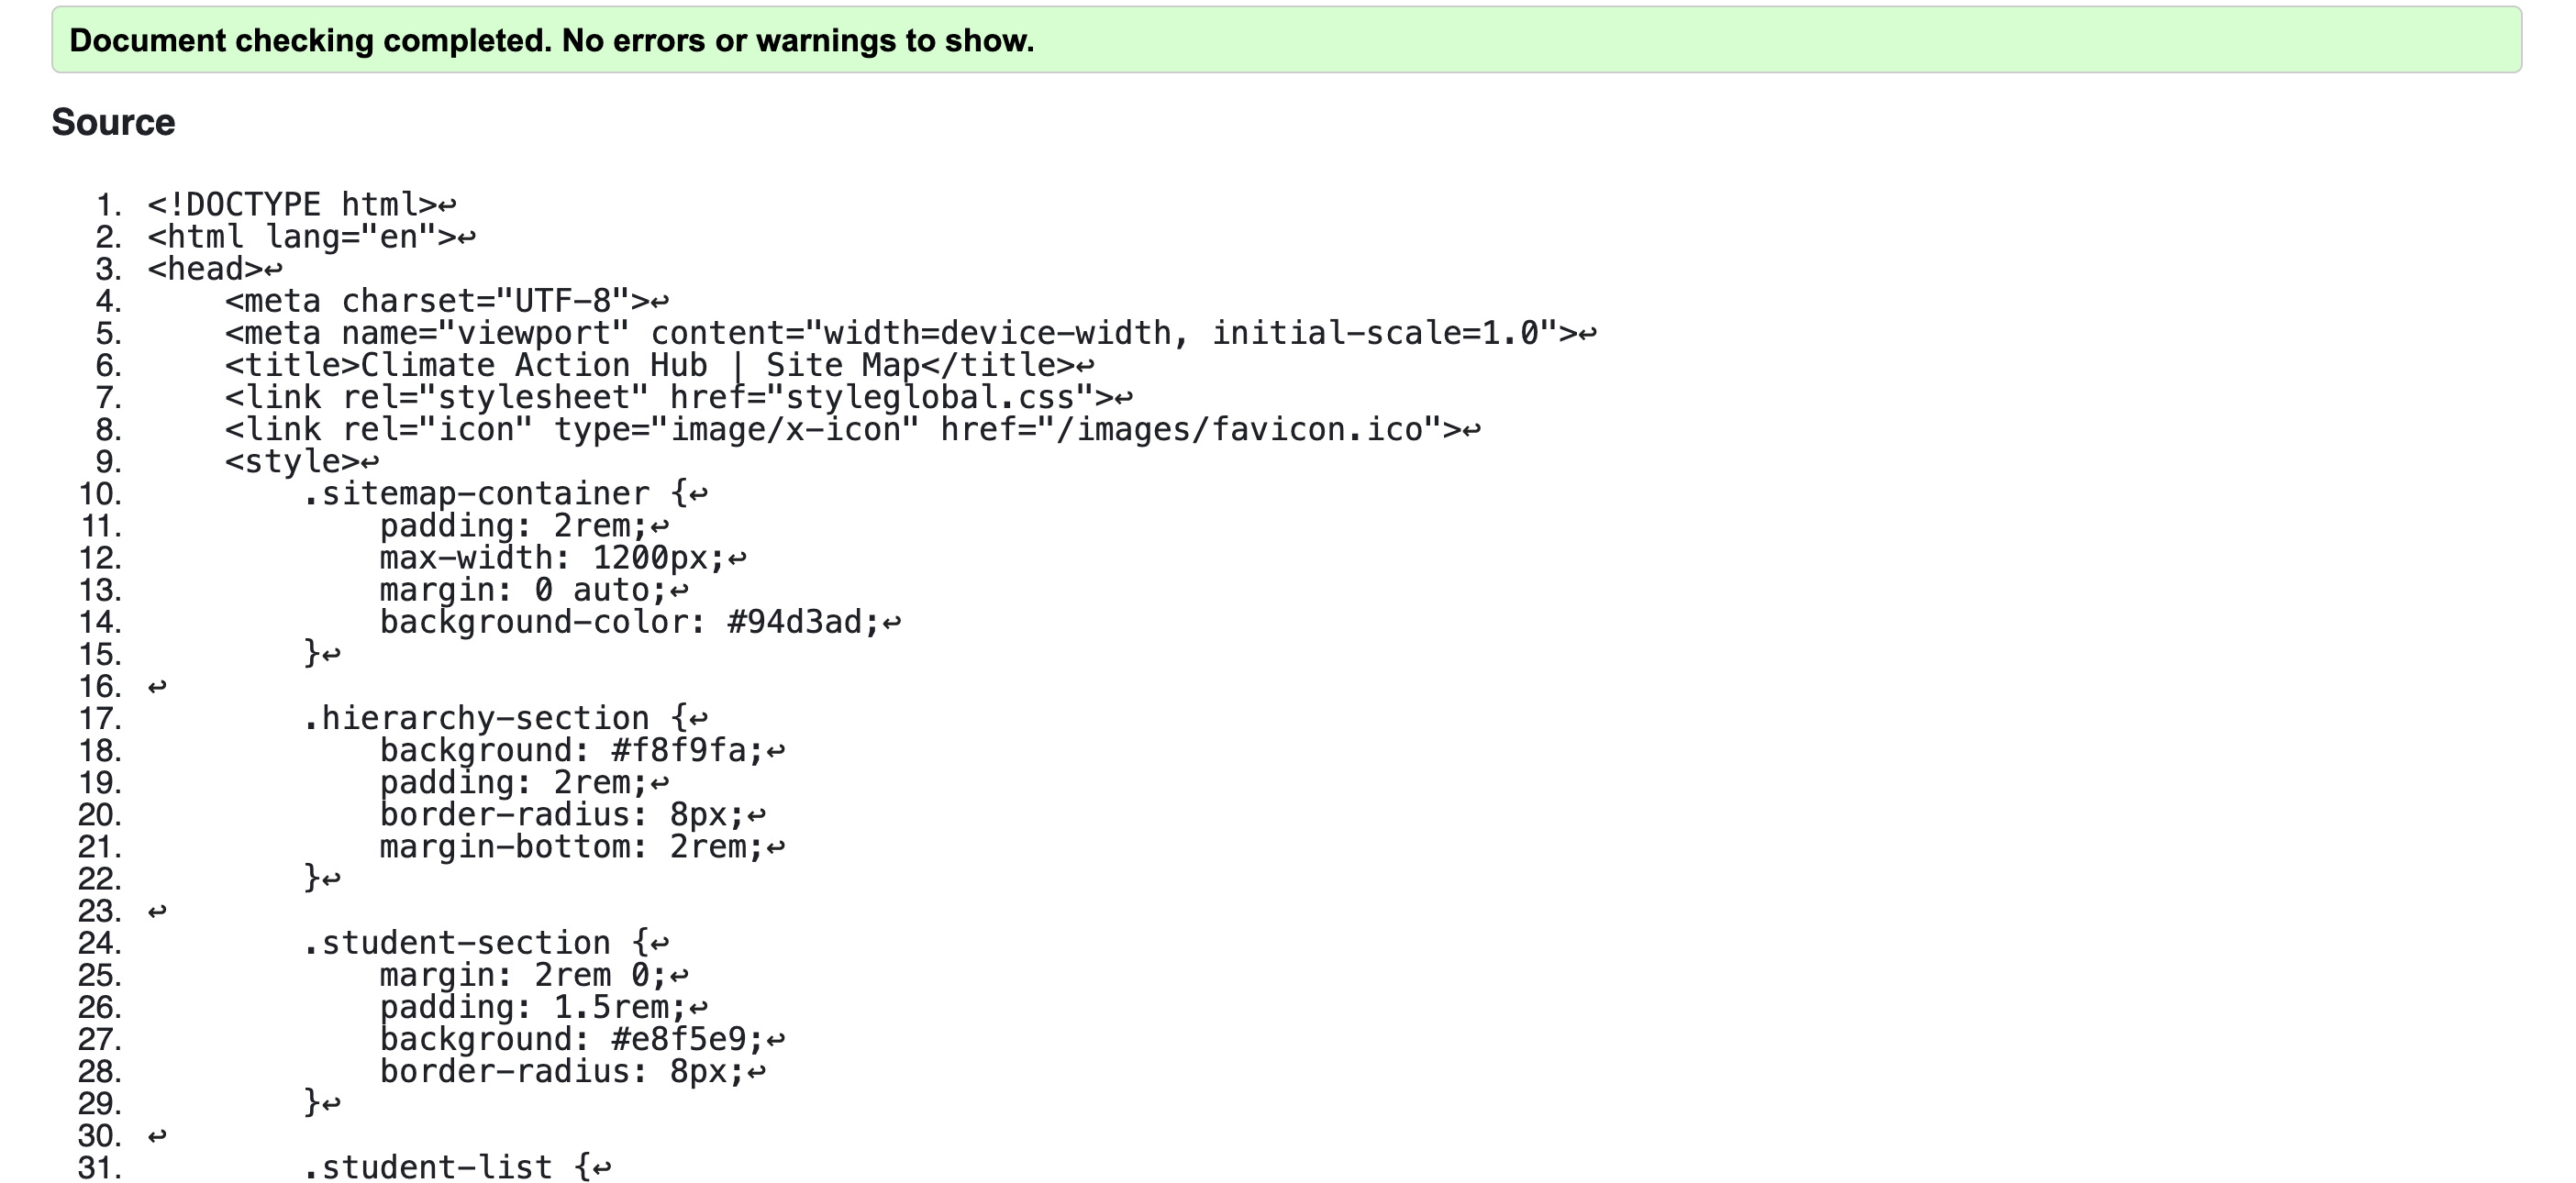 Document checking completed. No errors or warnings to show.
Source
1. <!DOCTYPE html>↩
2. <html lang="en">↩
3. <head>↩
4.     <meta charset="UTF-8">↩
5.     <meta name="viewport" content="width=device-width, initial-scale=1.0">↩
6.     <title>Climate Action Hub | Site Map</title>↩
7.     <link rel="stylesheet" href="styleglobal.css">↩
8.     <link rel="icon" type="image/x-icon" href="/images/favicon.ico">↩
9.     <style>↩
10.         .sitemap-container {↩
11.             padding: 2rem;↩
12.             max-width: 1200px;↩
13.             margin: 0 auto;↩
14.             background-color: #94d3ad;↩
15.         }↩
16. ↩
17.         .hierarchy-section {↩
18.             background: #f8f9fa;↩
19.             padding: 2rem;↩
20.             border-radius: 8px;↩
21.             margin-bottom: 2rem;↩
22.         }↩
23. ↩
24.         .student-section {↩
25.             margin: 2rem 0;↩
26.             padding: 1.5rem;↩
27.             background: #e8f5e9;↩
28.             border-radius: 8px;↩
29.         }↩
30. ↩
31.         .student-list {↩